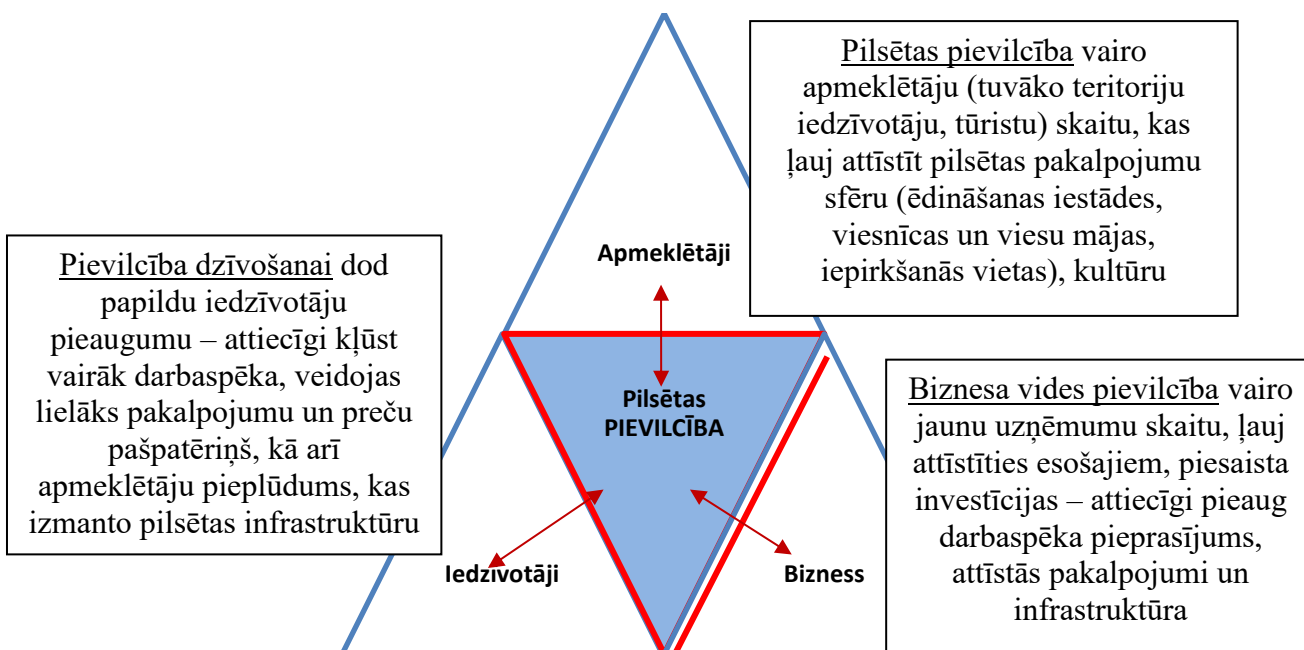 Pilsētas pievilcība vairo
apmeklētāju (tuvāko teritoriju
iedzīvotāju, tūristu) skaitu, kas
ļauj attīstīt pilsētas pakalpojumu
sfēru (ēdināšanas iestādes,
viesnīcas un viesu mājas,
iepirkšanās vietas), kultūru
Apmeklētāji
Pievilcība dzīvošanai dod
papildu iedzīvotāju
pieaugumu – attiecīgi kļūst
vairāk darbaspēka, veidojas
lielāks pakalpojumu un preču
pašpatēriņš, kā arī
apmeklētāju pieplūdums, kas
izmanto pilsētas infrastruktūru
Pilsētas
PIEVILCĪBA
Biznesa vides pievilcība vairo
jaunu uzņēmumu skaitu, ļauj
attīstīties esošajiem, piesaista
investīcijas – attiecīgi pieaug
darbaspēka pieprasījums,
attīstās pakalpojumi un
infrastruktūra
Iedzīvotāji
Bizness